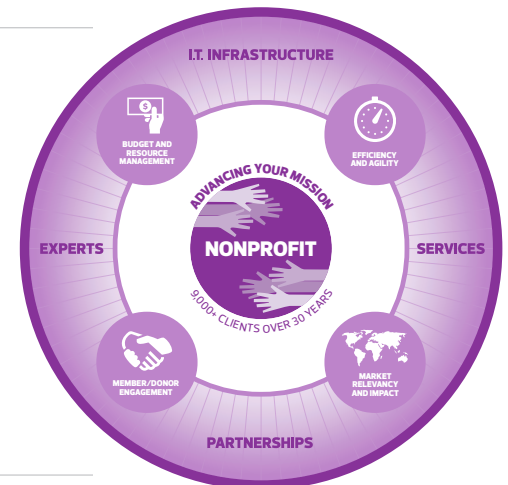 I.T. INFRASTRUCTURE
$
BUDGET AND
RESOURCE
MANAGEMENT
EFFICIENCY
AND AGILITY
ADVANCING YOUR MISSION
EXPERTS
NONPROFIT
SERVICES
9,000+ CLIENTS OVER 30 YEARS
MEMBER/DONOR
ENGAGEMENT
MARKET
RELEVANCY
AND IMPACT
PARTNERSHIPS